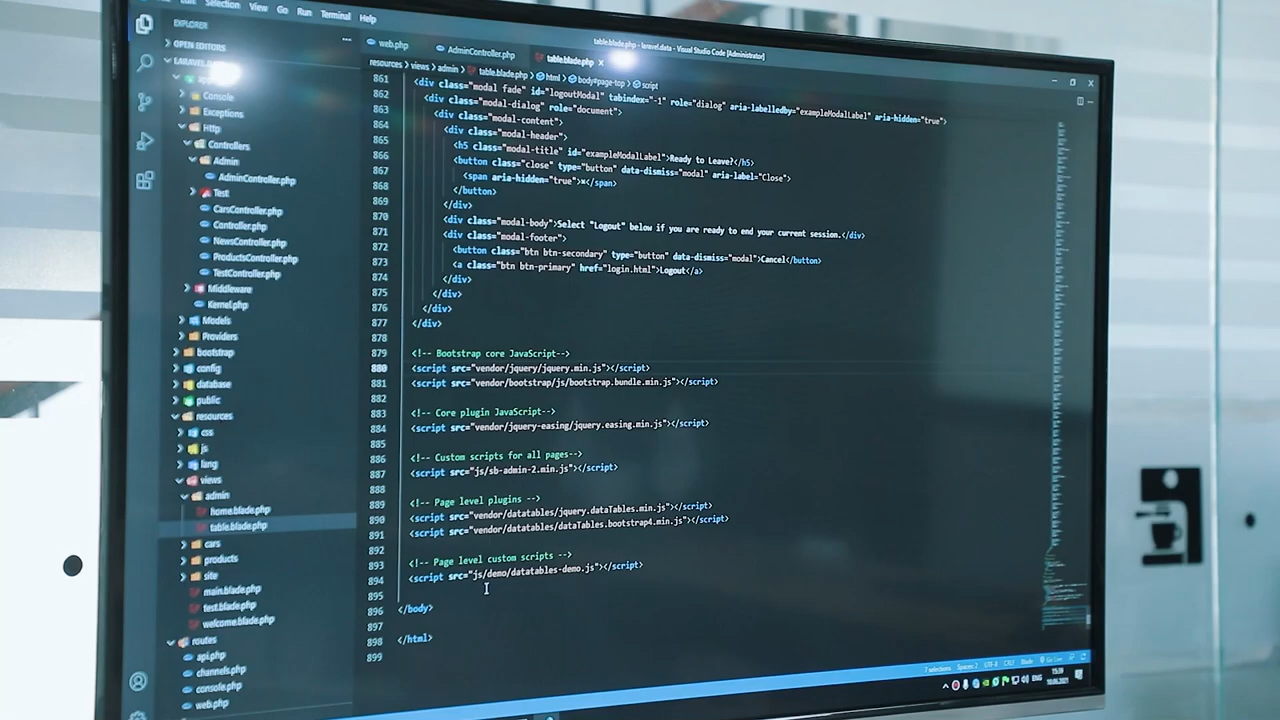 Edit Selection View Go Run Terminal Help
table.blade.php - laravel.data - Visual Studio Code [Administrator]
EXPLORER
OPEN EDITORS
Console
Exceptions
Http
Controllers
Admin
AdminController.php
Test
CarsController.php
Controller.php
NewsController.php
ProductsController.php
TestController.php
Middleware
Kernel.php
Models
Providers
bootstrap
config
database
public
resources
css
js
lang
views
admin
home.blade.php
table.blade.php
cars
products
site
main.blade.php
test.blade.php
welcome.blade.php
routes
api.php
channels.php
console.php
web.php
web.php AdminController.php table.blade.php
resources > views > admin > table.blade.php > html > body#page-top > script
861 <div class="modal fade" id="logoutModal" tabindex="-1" role="dialog" aria-labelledby="exampleModalLabel" aria-hidden="true">
862 <div class="modal-dialog" role="document">
863 <div class="modal-content">
864 <div class="modal-header">
865 <h5 class="modal-title" id="exampleModalLabel">Ready to Leave?</h5>
866 <button class="close" type="button" data-dismiss="modal" aria-label="Close">
867 <span aria-hidden="true">×</span>
868 </button>
869 </div>
870 <div class="modal-body">Select "Logout" below if you are ready to end your current session.</div>
871 <div class="modal-footer">
872 <button class="btn btn-secondary" type="button" data-dismiss="modal">Cancel</button>
873 <a class="btn btn-primary" href="login.html">Logout</a>
874 </div>
875 </div>
876 </div>
877 </div>
878
879 <!-- Bootstrap core JavaScript-->
880 <script src="vendor/jquery/jquery.min.js"></script>
881 <script src="vendor/bootstrap/js/bootstrap.bundle.min.js"></script>
882
883 <!-- Core plugin JavaScript-->
884 <script src="vendor/jquery-easing/jquery.easing.min.js"></script>
885
886 <!-- Custom scripts for all pages-->
887 <script src="js/sb-admin-2.min.js"></script>
888
889 <!-- Page level plugins -->
890 <script src="vendor/datatables/jquery.dataTables.min.js"></script>
891 <script src="vendor/datatables/dataTables.bootstrap4.min.js"></script>
892
893 <!-- Page level custom scripts -->
894 <script src="js/demo/datatables-demo.js"></script>
895
896 </body>
897
898 </html>
899
7 selections Spaces: 2 UTF-8 CRLF Blade Go Live
ENG 15:39
10.06.2021